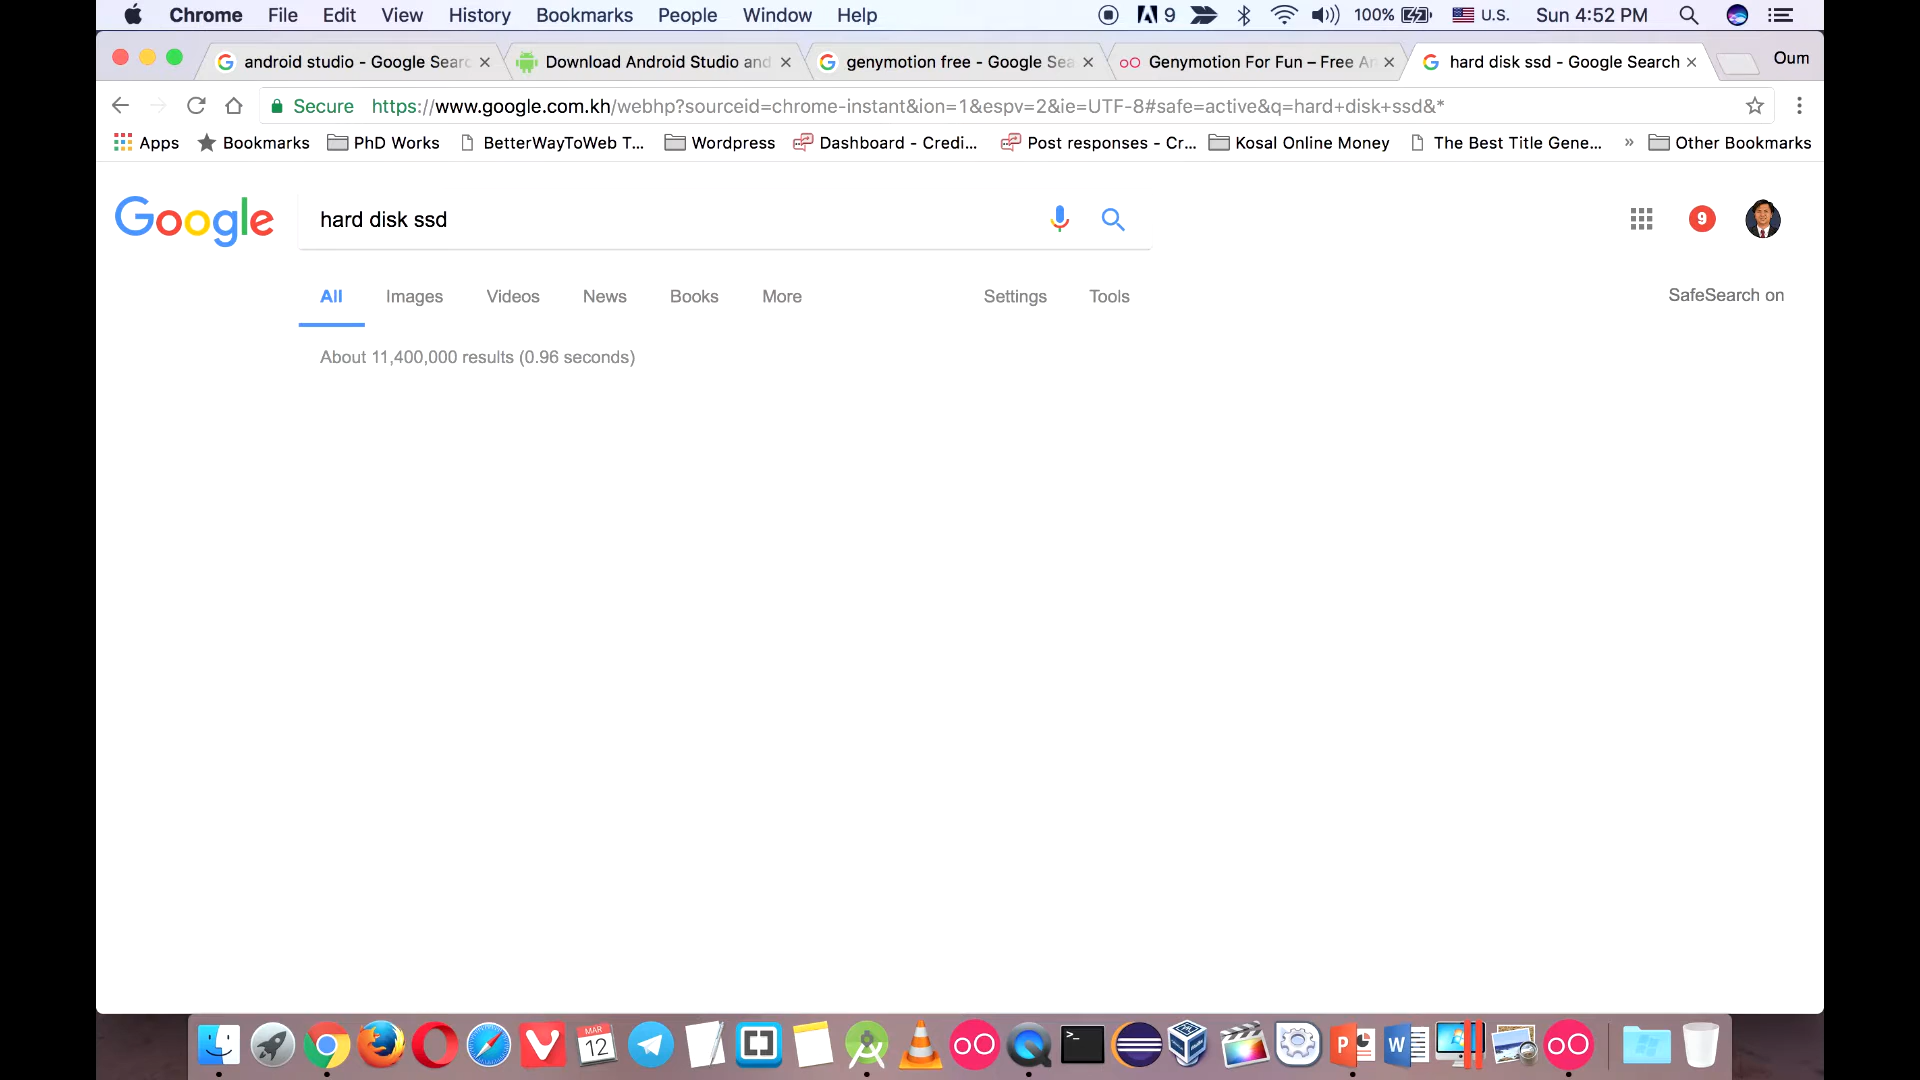 Chrome File Edit View History Bookmarks People Window Help 9 100% U.S. Sun 4:52 PM
android studio - Google Searc Download Android Studio and genymotion free - Google Sea Genymotion For Fun – Free An hard disk ssd - Google Search Oum
Secure https://www.google.com.kh/webhp?sourceid=chrome-instant&ion=1&espv=2&ie=UTF-8#safe=active&q=hard+disk+ssd&*
Apps Bookmarks PhD Works BetterWayToWeb T... Wordpress Dashboard - Credi... Post responses - Cr... Kosal Online Money The Best Title Gene... » Other Bookmarks
Google hard disk ssd 9
All Images Videos News Books More Settings Tools SafeSearch on
About 11,400,000 results (0.96 seconds)
MAR
12